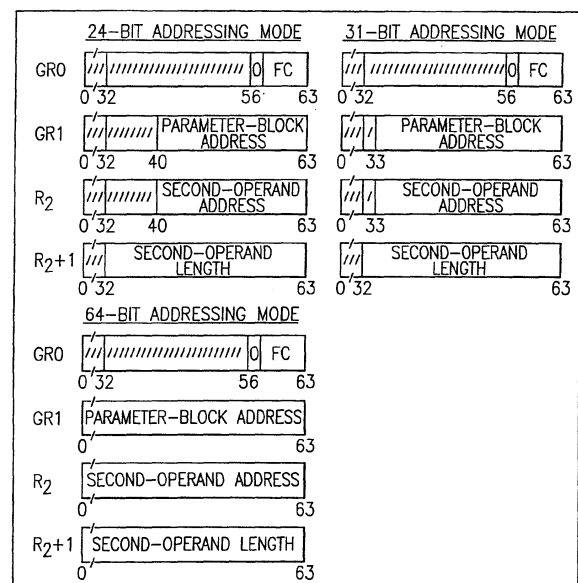 24-BIT ADDRESSING MODE
GR0 0 FC
0 32 56 63
GR1 PARAMETER-BLOCK
ADDRESS
0 32 40 63
R2 SECOND-OPERAND
ADDRESS
0 32 40 63
R2+1 SECOND-OPERAND
LENGTH
0 32 63
31-BIT ADDRESSING MODE
0 FC
0 32 56 63
PARAMETER-BLOCK
ADDRESS
0 33 63
SECOND-OPERAND
ADDRESS
0 33 63
SECOND-OPERAND
LENGTH
0 32 63
64-BIT ADDRESSING MODE
GR0 0 FC
0 32 56 63
GR1 PARAMETER-BLOCK ADDRESS
0 63
R2 SECOND-OPERAND ADDRESS
0 63
R2+1 SECOND-OPERAND LENGTH
0 63